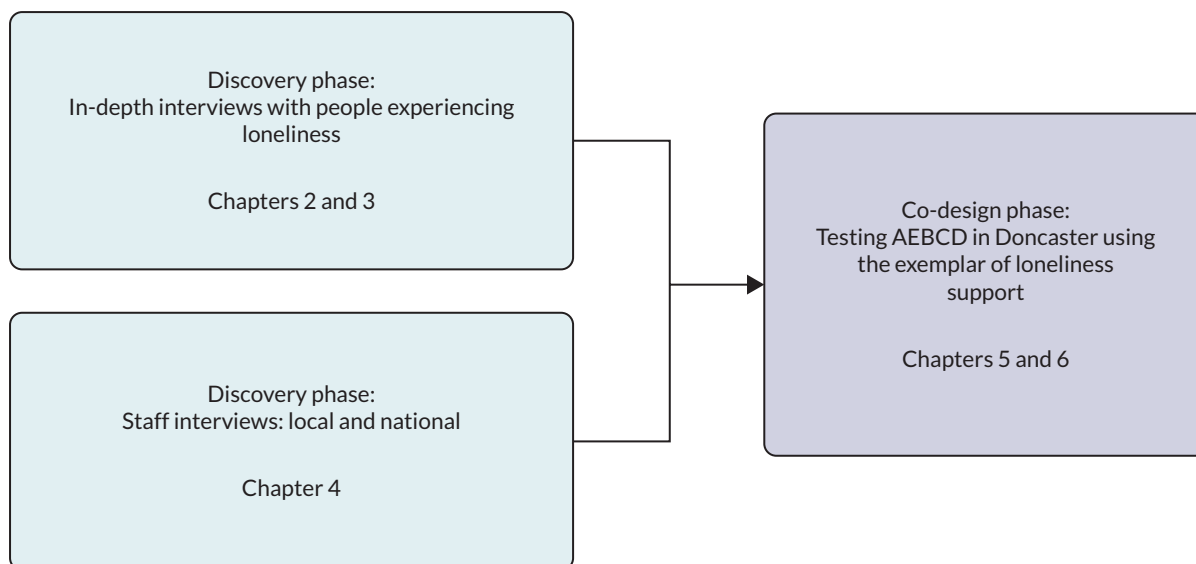 Discovery phase:
In-depth interviews with people experiencing
loneliness
Chapters 2 and 3
Discovery phase:
Staff interviews: local and national
Chapter 4
Co-design phase:
Testing AEBCD in Doncaster using
the exemplar of loneliness
support
Chapters 5 and 6